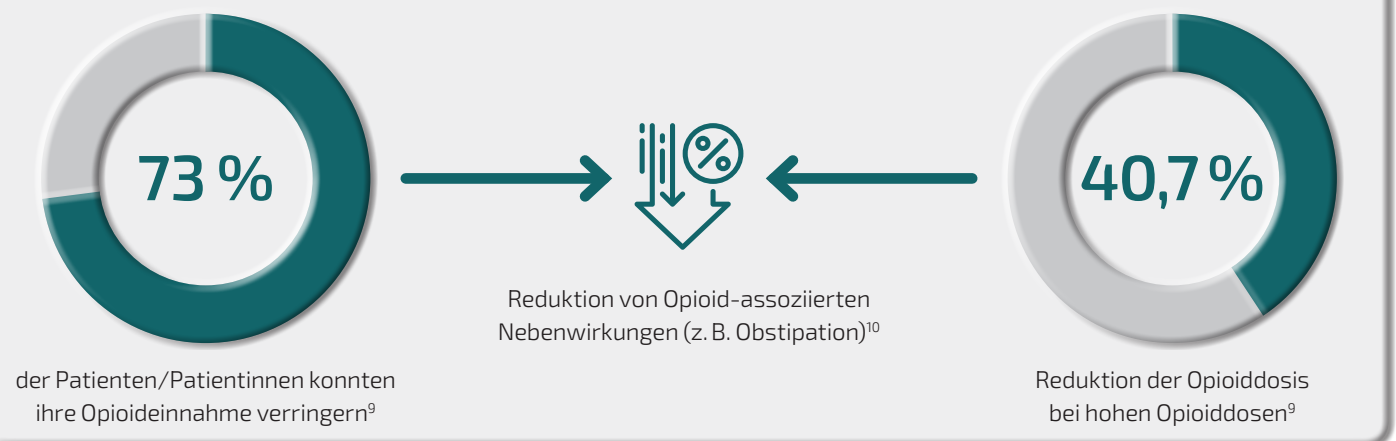 73 %
der Patienten/Patientinnen konnten
ihre Opioideinnahme verringern⁹
%
Reduktion von Opioid-assoziierten
Nebenwirkungen (z. B. Obstipation)¹⁰
40,7 %
Reduktion der Opioiddosis
bei hohen Opioiddosen⁹